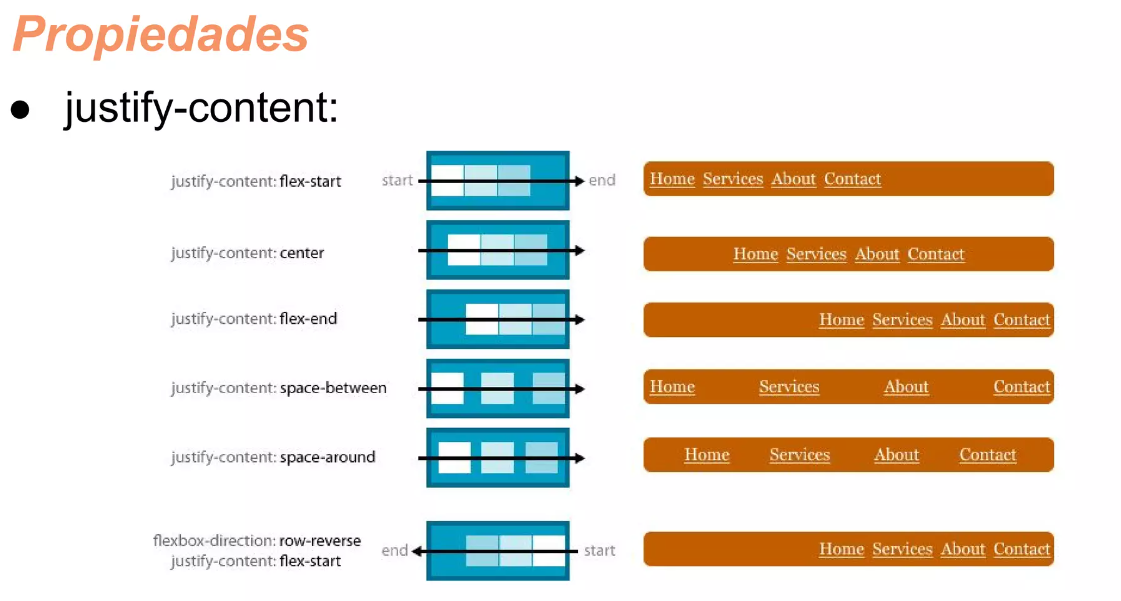 Propiedades
● justify-content:
justify-content: flex-start start end Home Services About Contact
justify-content: center Home Services About Contact
justify-content: flex-end Home Services About Contact
justify-content: space-between Home Services About Contact
justify-content: space-around Home Services About Contact
flexbox-direction: row-reverse
justify-content: flex-start end start Home Services About Contact